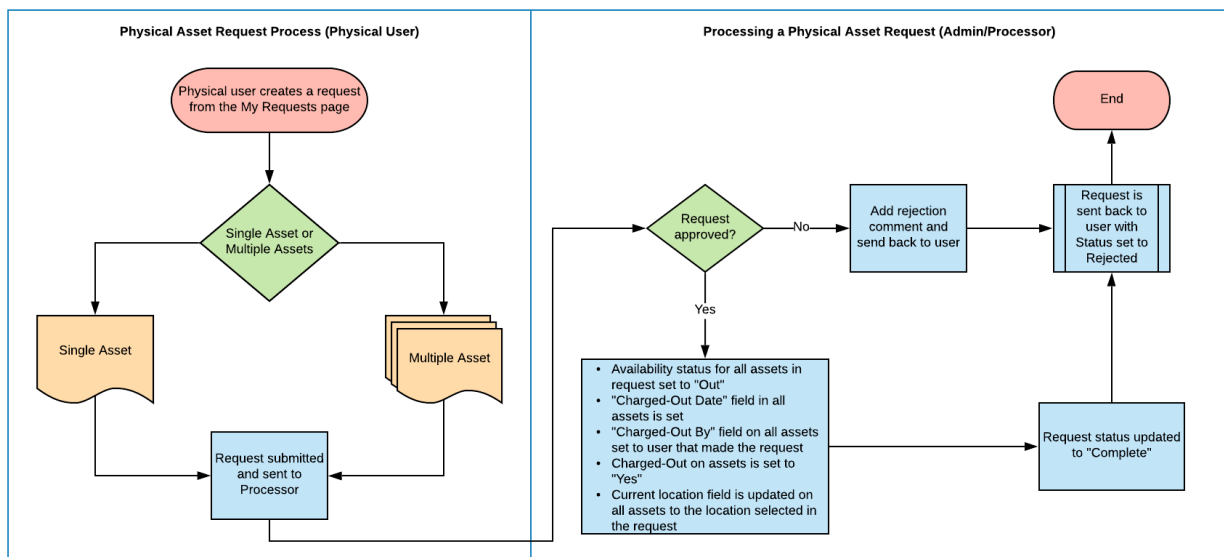 Physical Asset Request Process (Physical User)
Physical user creates a request
from the My Requests page
Single Asset or
Multiple Assets
Single Asset
Multiple Asset
Request submitted
and sent to
Processor
Processing a Physical Asset Request (Admin/Processor)
End
Request
approved?
No
Add rejection
comment and
send back to user
Request is
sent back to
user with
Status set to
Rejected
Yes
• Availability status for all assets in
request set to "Out"
• "Charged-Out Date" field in all
assets is set
• "Charged-Out By" field on all assets
set to user that made the request
• Charged-Out on assets is set to
"Yes"
• Current location field is updated on
all assets to the location selected in
the request
Request status updated
to "Complete"